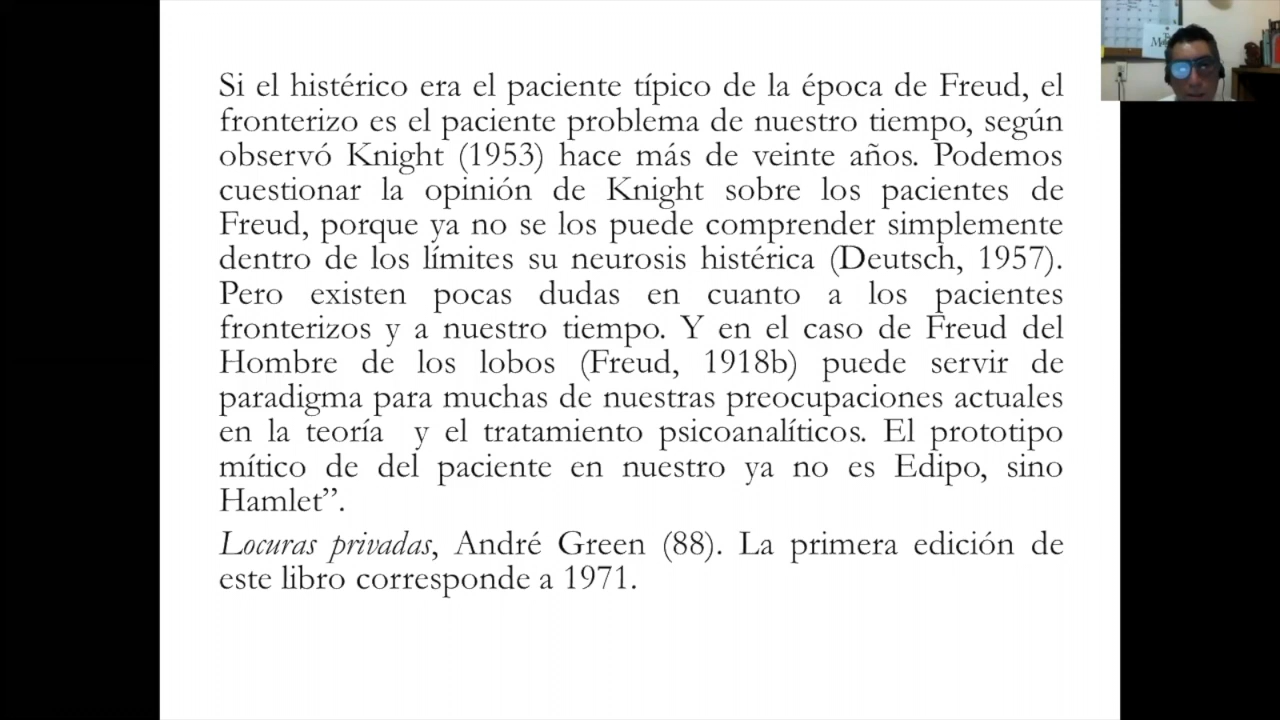 Si el histérico era el paciente típico de la época de Freud, el
fronterizo es el paciente problema de nuestro tiempo, según
observó Knight (1953) hace más de veinte años. Podemos
cuestionar la opinión de Knight sobre los pacientes de
Freud, porque ya no se los puede comprender simplemente
dentro de los límites su neurosis histérica (Deutsch, 1957).
Pero existen pocas dudas en cuanto a los pacientes
fronterizos y a nuestro tiempo. Y en el caso de Freud del
Hombre de los lobos (Freud, 1918b) puede servir de
paradigma para muchas de nuestras preocupaciones actuales
en la teoría y el tratamiento psicoanalíticos. El prototipo
mítico de del paciente en nuestro ya no es Edipo, sino
Hamlet”.
Locuras privadas, André Green (88). La primera edición de
este libro corresponde a 1971.